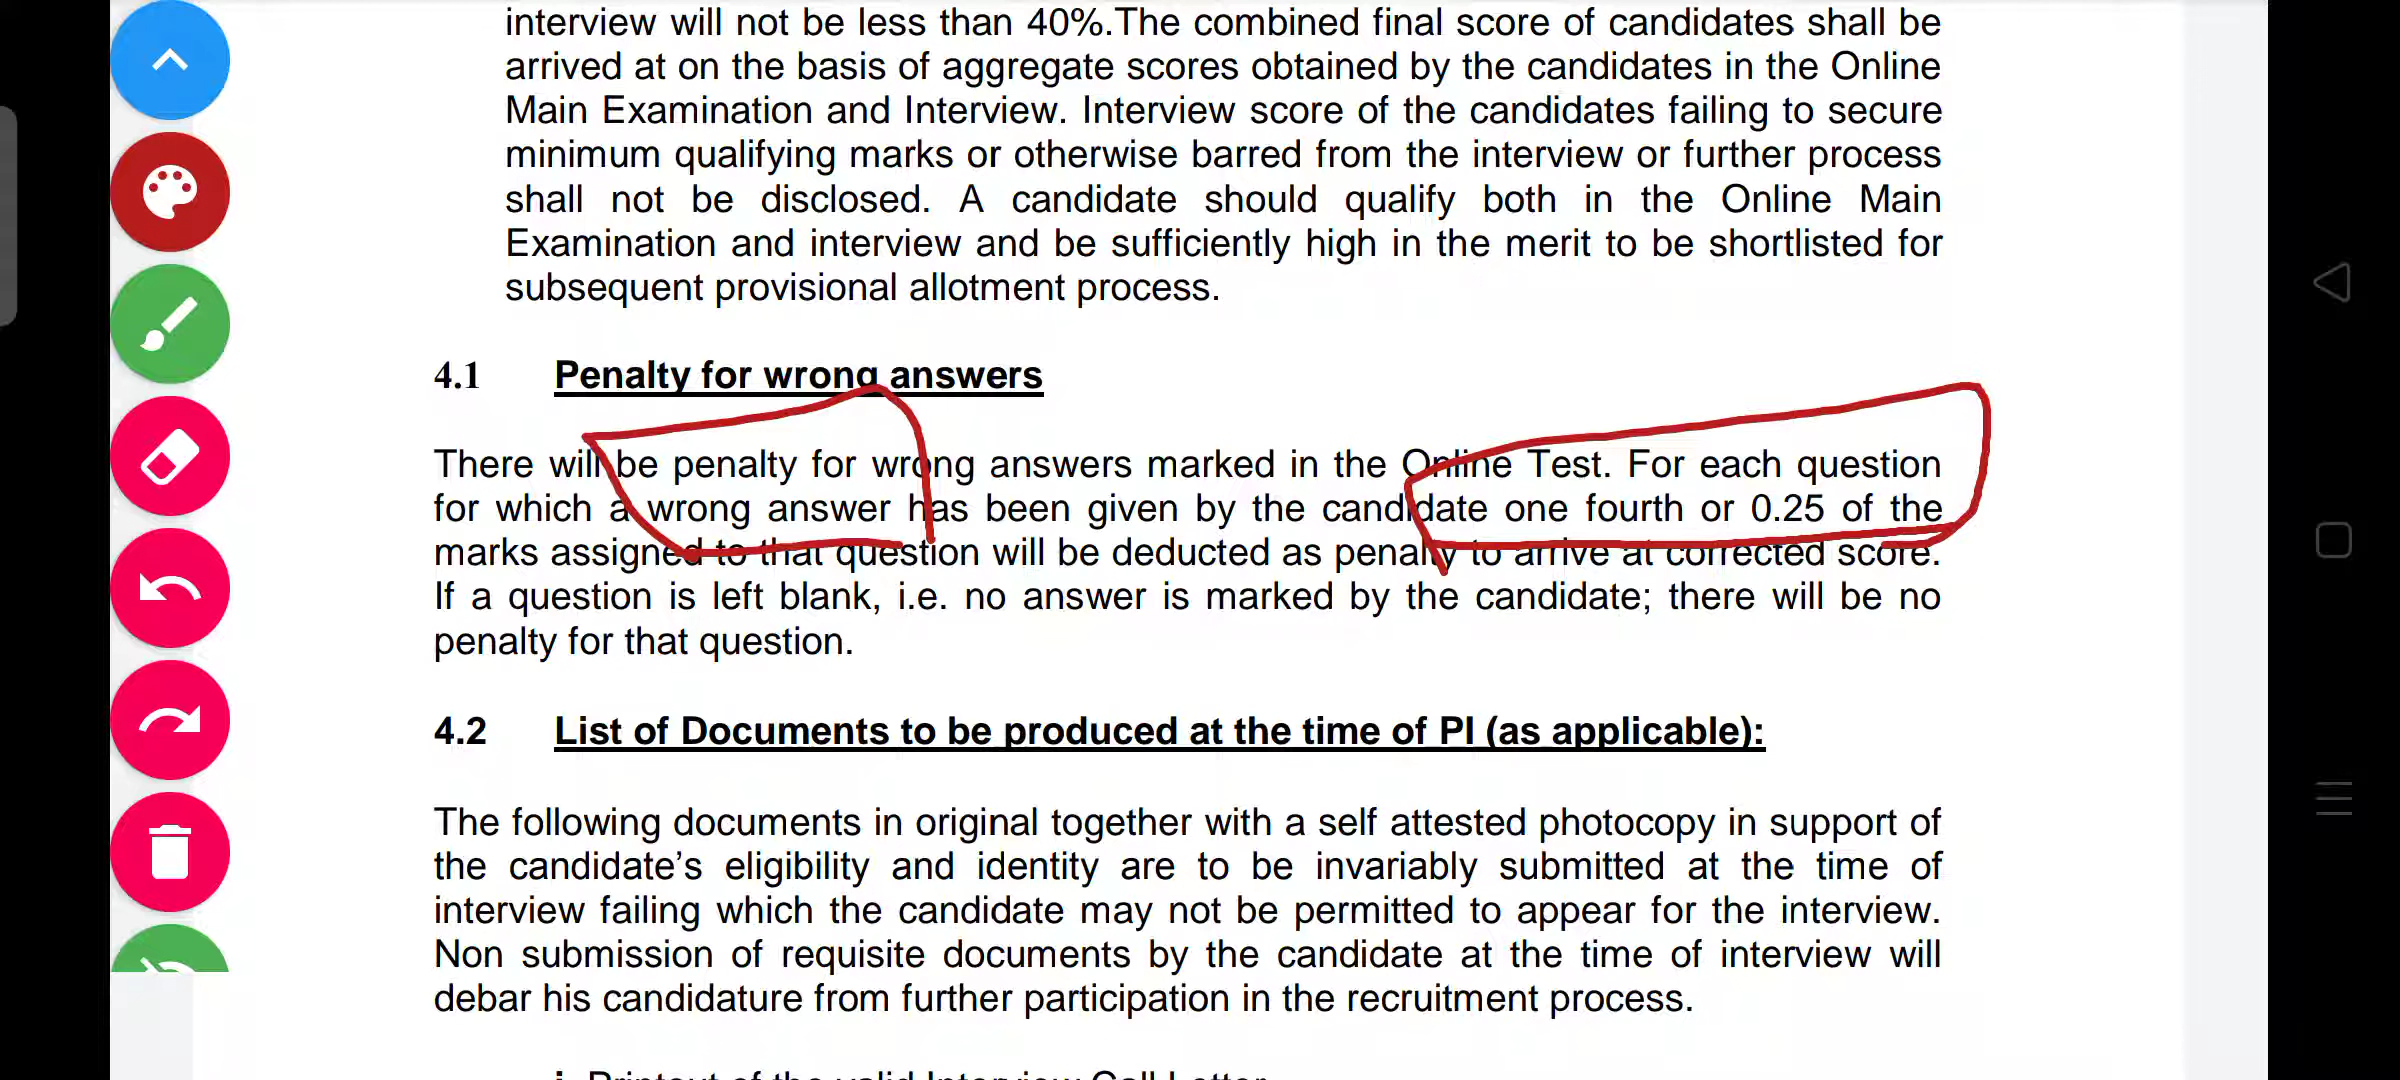 interview will not be less than 40%.The combined final score of candidates shall be
arrived at on the basis of aggregate scores obtained by the candidates in the Online
Main Examination and Interview. Interview score of the candidates failing to secure
minimum qualifying marks or otherwise barred from the interview or further process
shall not be disclosed. A candidate should qualify both in the Online Main
Examination and interview and be sufficiently high in the merit to be shortlisted for
subsequent provisional allotment process.
4.1 Penalty for wrong answers
There will be penalty for wrong answers marked in the Online Test. For each question
for which a wrong answer has been given by the candidate one fourth or 0.25 of the
marks assigned to that question will be deducted as penalty to arrive at corrected score.
If a question is left blank, i.e. no answer is marked by the candidate; there will be no
penalty for that question.
4.2 List of Documents to be produced at the time of PI (as applicable):
The following documents in original together with a self attested photocopy in support of
the candidate’s eligibility and identity are to be invariably submitted at the time of
interview failing which the candidate may not be permitted to appear for the interview.
Non submission of requisite documents by the candidate at the time of interview will
debar his candidature from further participation in the recruitment process.
i. Printout of the valid Interview Call Letter